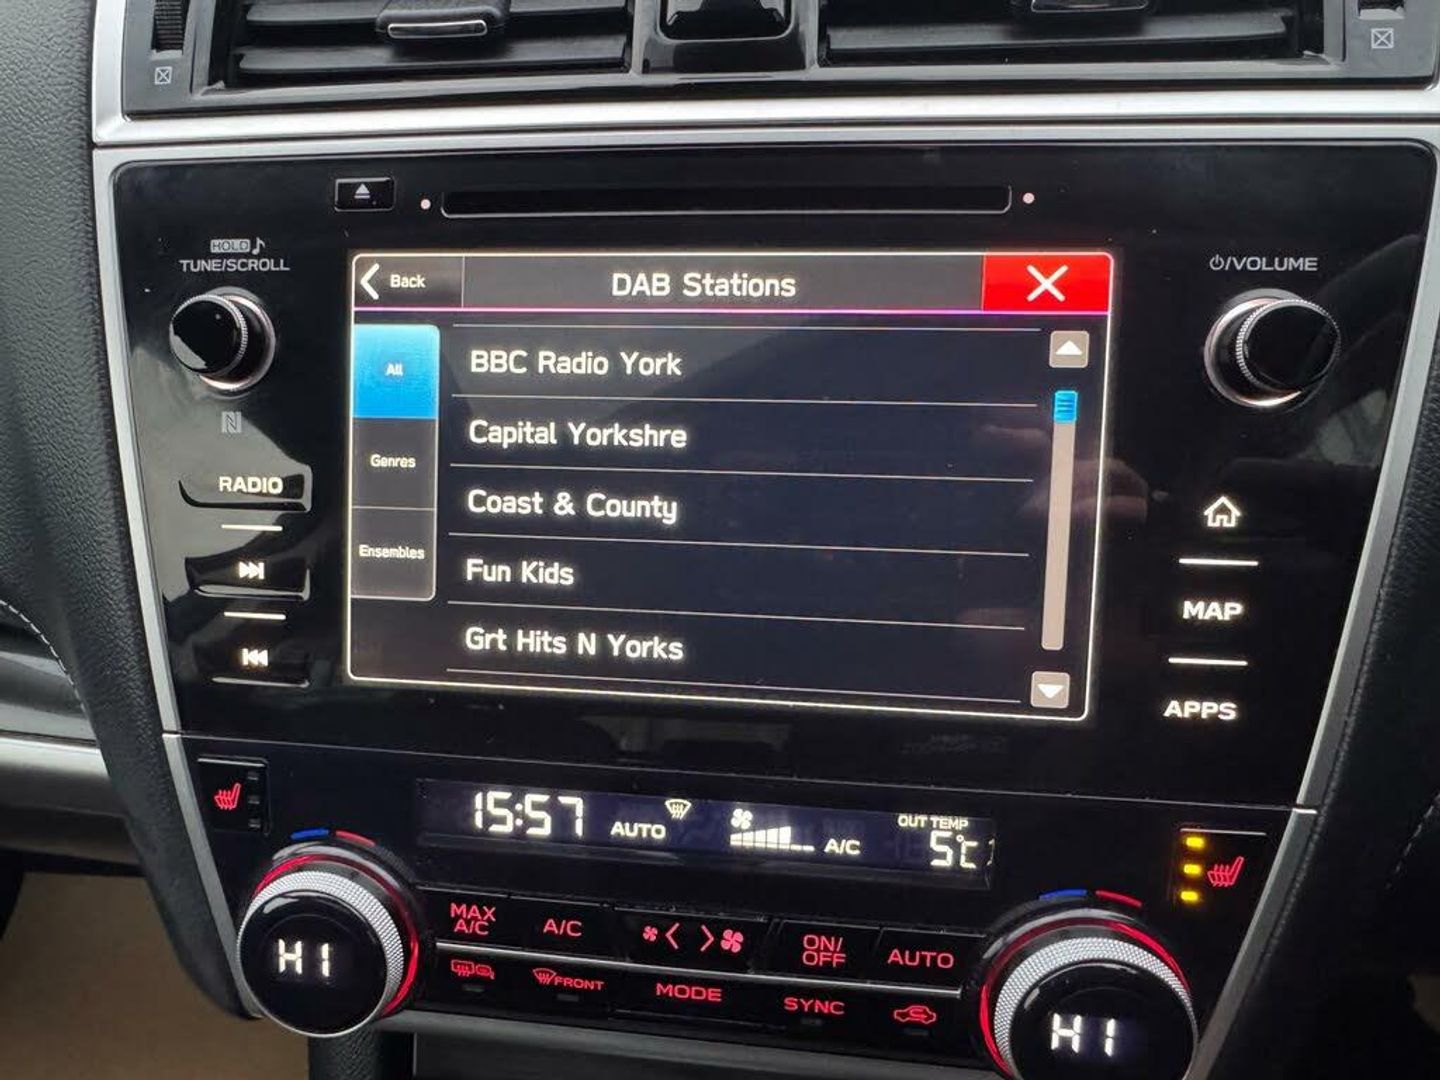 HOLD
TUNE/SCROLL
/VOLUME
Back
DAB Stations
All
Genres
Ensembles
BBC Radio York
Capital Yorkshre
Coast & County
Fun Kids
Grt Hits N Yorks
N
RADIO
MAP
APPS
15:57
AUTO
A/C
OUT TEMP
5°C
HI
MAX
A/C
A/C
ON/
OFF
AUTO
FRONT
MODE
SYNC
HI